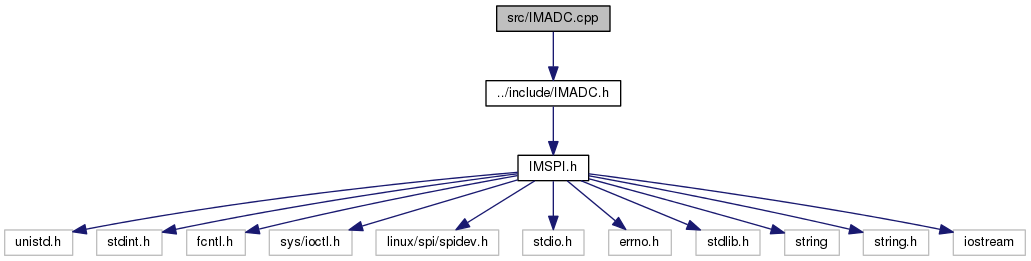 src/IMADC.cpp
../include/IMADC.h
IMSPI.h
unistd.h
stdint.h
fcntl.h
sys/ioctl.h
linux/spi/spidev.h
stdio.h
errno.h
stdlib.h
string
string.h
iostream